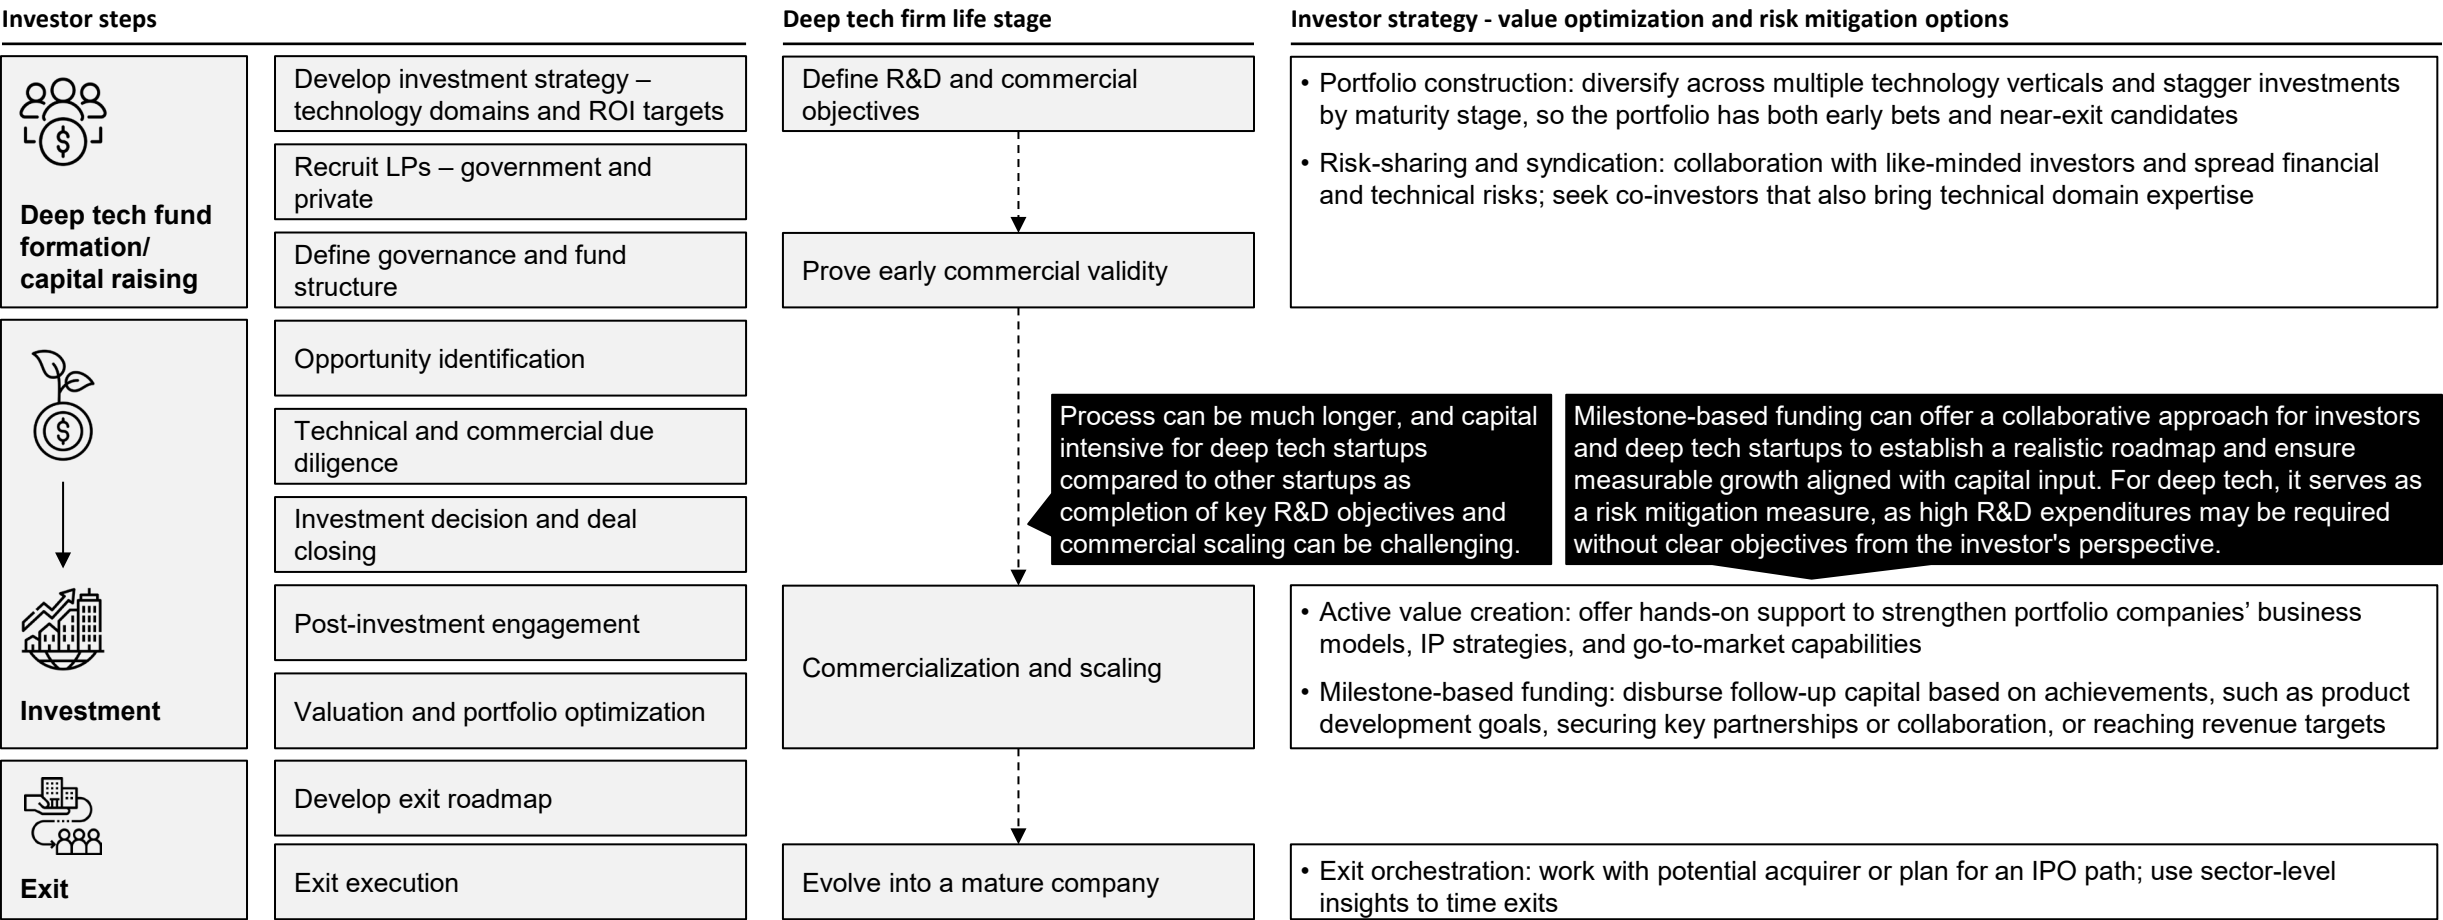 Investor steps
Deep tech firm life stage
Investor strategy - value optimization and risk mitigation options
Deep tech fund
formation/
capital raising
Develop investment strategy –
technology domains and ROI targets
Recruit LPs – government and
private
Define governance and fund
structure
Define R&D and commercial
objectives
Prove early commercial validity
• Portfolio construction: diversify across multiple technology verticals and stagger investments
by maturity stage, so the portfolio has both early bets and near-exit candidates
• Risk-sharing and syndication: collaboration with like-minded investors and spread financial
and technical risks; seek co-investors that also bring technical domain expertise
Investment
Opportunity identification
Technical and commercial due
diligence
Investment decision and deal
closing
Post-investment engagement
Valuation and portfolio optimization
Process can be much longer, and capital
intensive for deep tech startups
compared to other startups as
completion of key R&D objectives and
commercial scaling can be challenging.
Milestone-based funding can offer a collaborative approach for investors
and deep tech startups to establish a realistic roadmap and ensure
measurable growth aligned with capital input. For deep tech, it serves as
a risk mitigation measure, as high R&D expenditures may be required
without clear objectives from the investor's perspective.
Commercialization and scaling
• Active value creation: offer hands-on support to strengthen portfolio companies’ business
models, IP strategies, and go-to-market capabilities
• Milestone-based funding: disburse follow-up capital based on achievements, such as product
development goals, securing key partnerships or collaboration, or reaching revenue targets
Exit
Develop exit roadmap
Exit execution
Evolve into a mature company
• Exit orchestration: work with potential acquirer or plan for an IPO path; use sector-level
insights to time exits